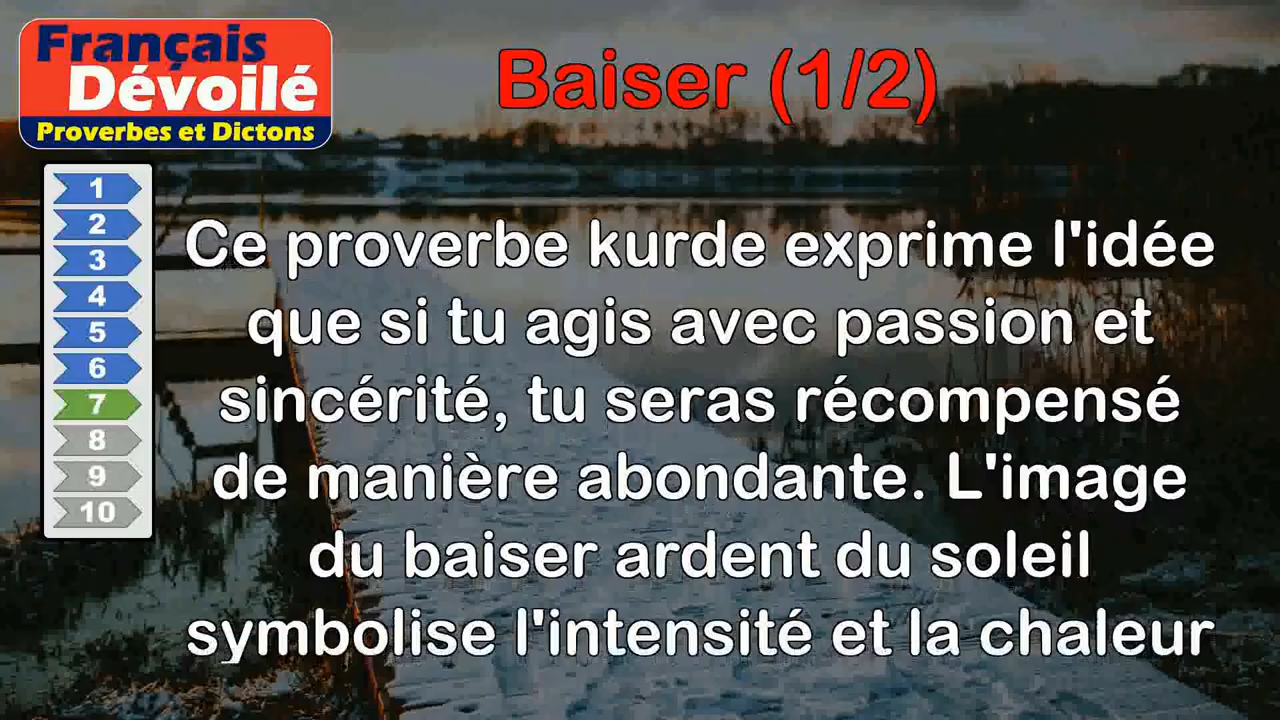 Français
Dévoilé
Proverbes et Dictons
Baiser (1/2)
1
2
3
4
5
6
7
8
9
10
Ce proverbe kurde exprime l'idée
que si tu agis avec passion et
sincérité, tu seras récompensé
de manière abondante. L'image
du baiser ardent du soleil
symbolise l'intensité et la chaleur